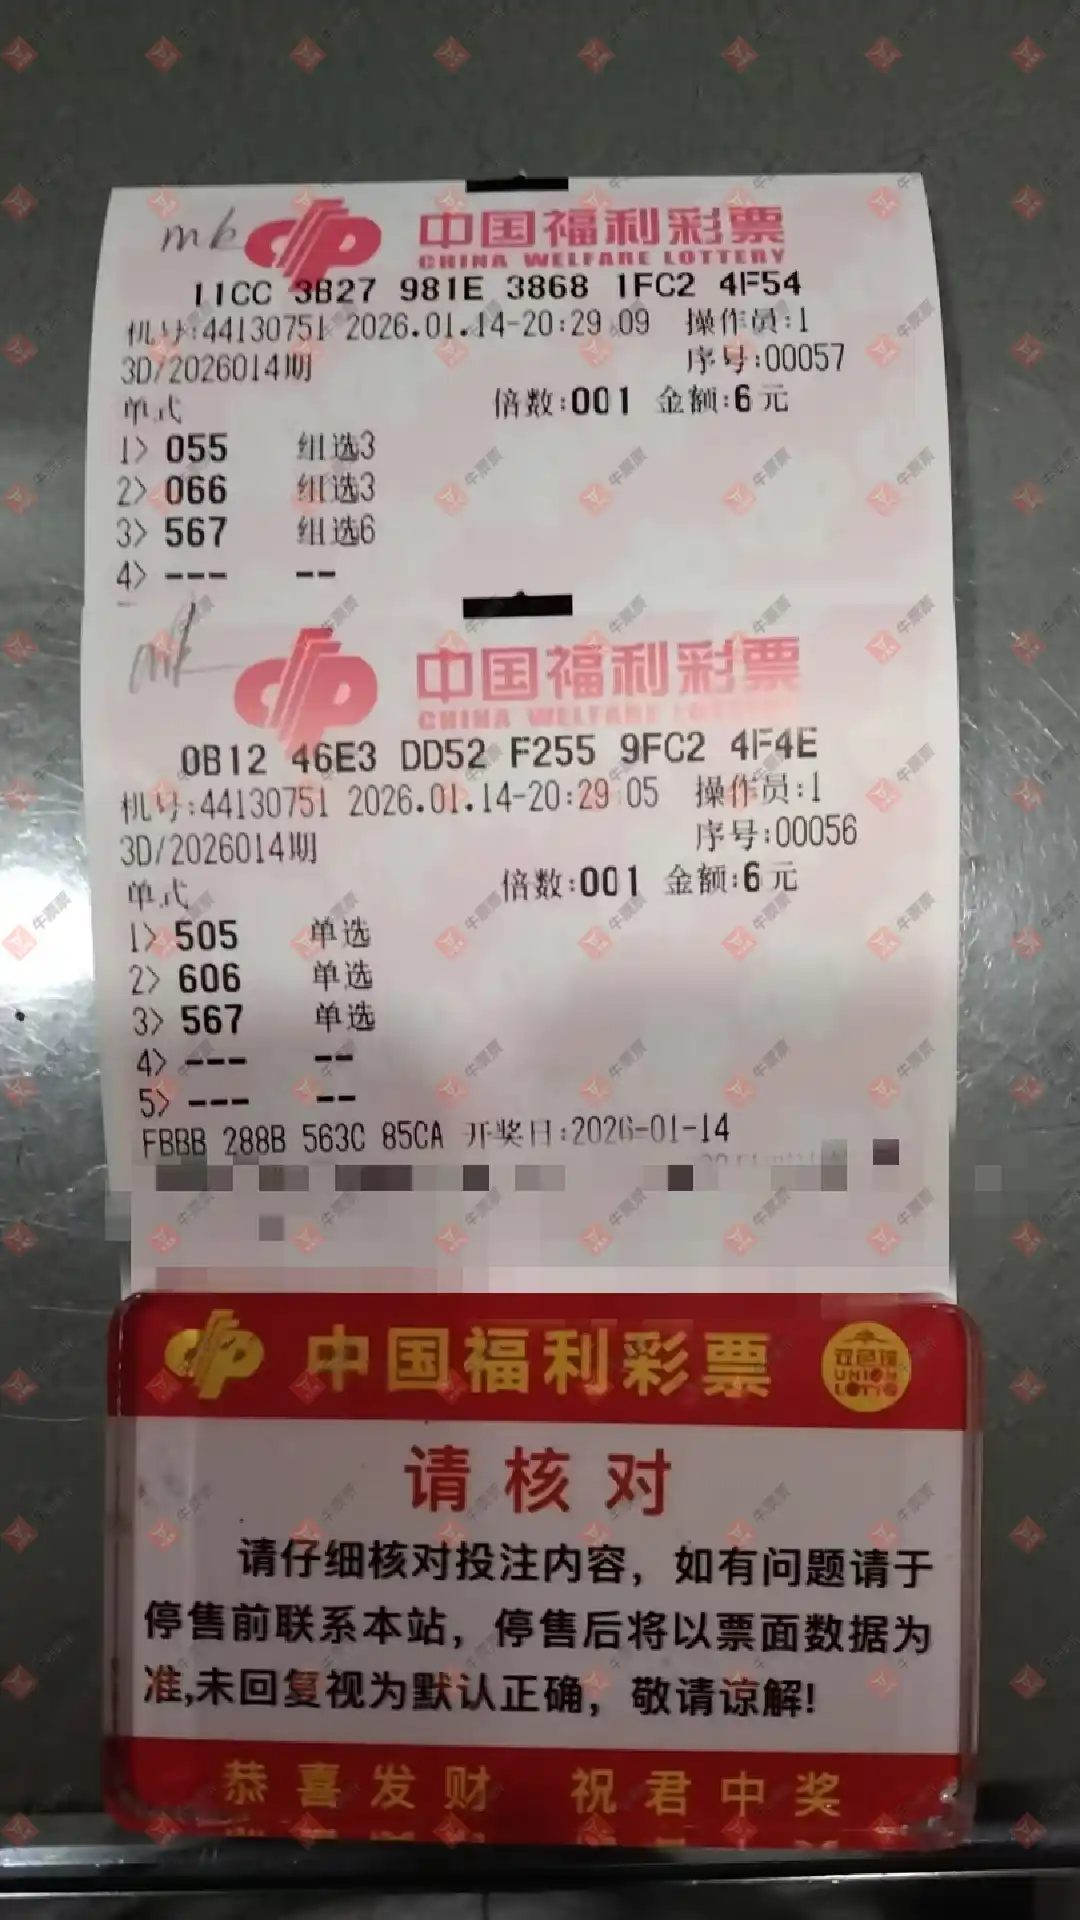 mk
中国福利彩票
CHINA WELFARE LOTTERY
11CC 3B27 981E 3868 1FC2 4F54
机号:44130751 2026.01.14-20:29:09 操作员:1
3D/2026014期 序号:00057
单式 倍数:001 金额:6元
1> 055 组选3
2> 066 组选3
3> 567 组选6
4> --- --
mk
中国福利彩票
CHINA WELFARE LOTTERY
0B12 46E3 DD52 F255 9FC2 4F4E
机号:44130751 2026.01.14-20:29:05 操作员:1
3D/2026014期 序号:00056
单式 倍数:001 金额:6元
1> 505 单选
2> 606 单选
3> 567 单选
4> --- --
5> --- --
FBBB 288B 563C 85CA 开奖日:2026-01-14
中国福利彩票 双色球 UNION LOTTO
请核对
请仔细核对投注内容，如有问题请于
停售前联系本站，停售后将以票面数据为
准,未回复视为默认正确，敬请谅解!
恭喜发财 祝君中奖
牛票票